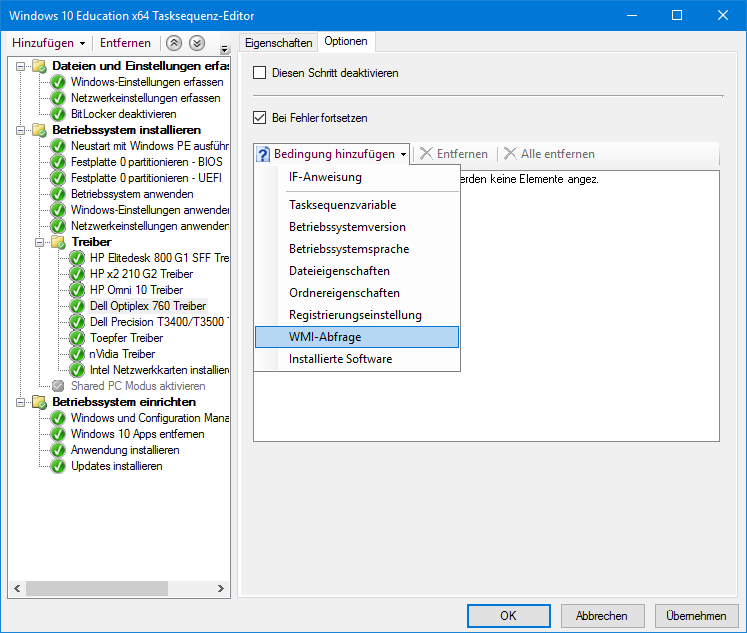 Windows 10 Education x64 Tasksequenz-Editor
Hinzufügen
Entfernen
Dateien und Einstellungen erfas
Windows-Einstellungen erfassen
Netzwerkeinstellungen erfassen
BitLocker deaktivieren
Betriebssystem installieren
Neustart mit Windows PE ausführ
Festplatte 0 partitionieren - BIOS
Festplatte 0 partitionieren - UEFI
Betriebssystem anwenden
Windows-Einstellungen anwenden
Netzwerkeinstellungen anwenden
Treiber
HP Elitedesk 800 G1 SFF Tre
HP x2 210 G2 Treiber
HP Omni 10 Treiber
Dell Optiplex 760 Treiber
Dell Precision T3400/T3500 T
Toepfer Treiber
nVidia Treiber
Intel Netzwerkkarten installieren
Shared PC Modus aktivieren
Betriebssystem einrichten
Windows und Configuration Mana
Windows 10 Apps entfernen
Anwendung installieren
Updates installieren
Eigenschaften
Optionen
Diesen Schritt deaktivieren
Bei Fehler fortsetzen
Bedingung hinzufügen
Entfernen
Alle entfernen
erden keine Elemente angez.
IF-Anweisung
Tasksequenzvariable
Betriebssystemversion
Betriebssystemsprache
Dateieigenschaften
Ordnereigenschaften
Registrierungseinstellung
WMI-Abfrage
Installierte Software
OK
Abbrechen
Übernehmen